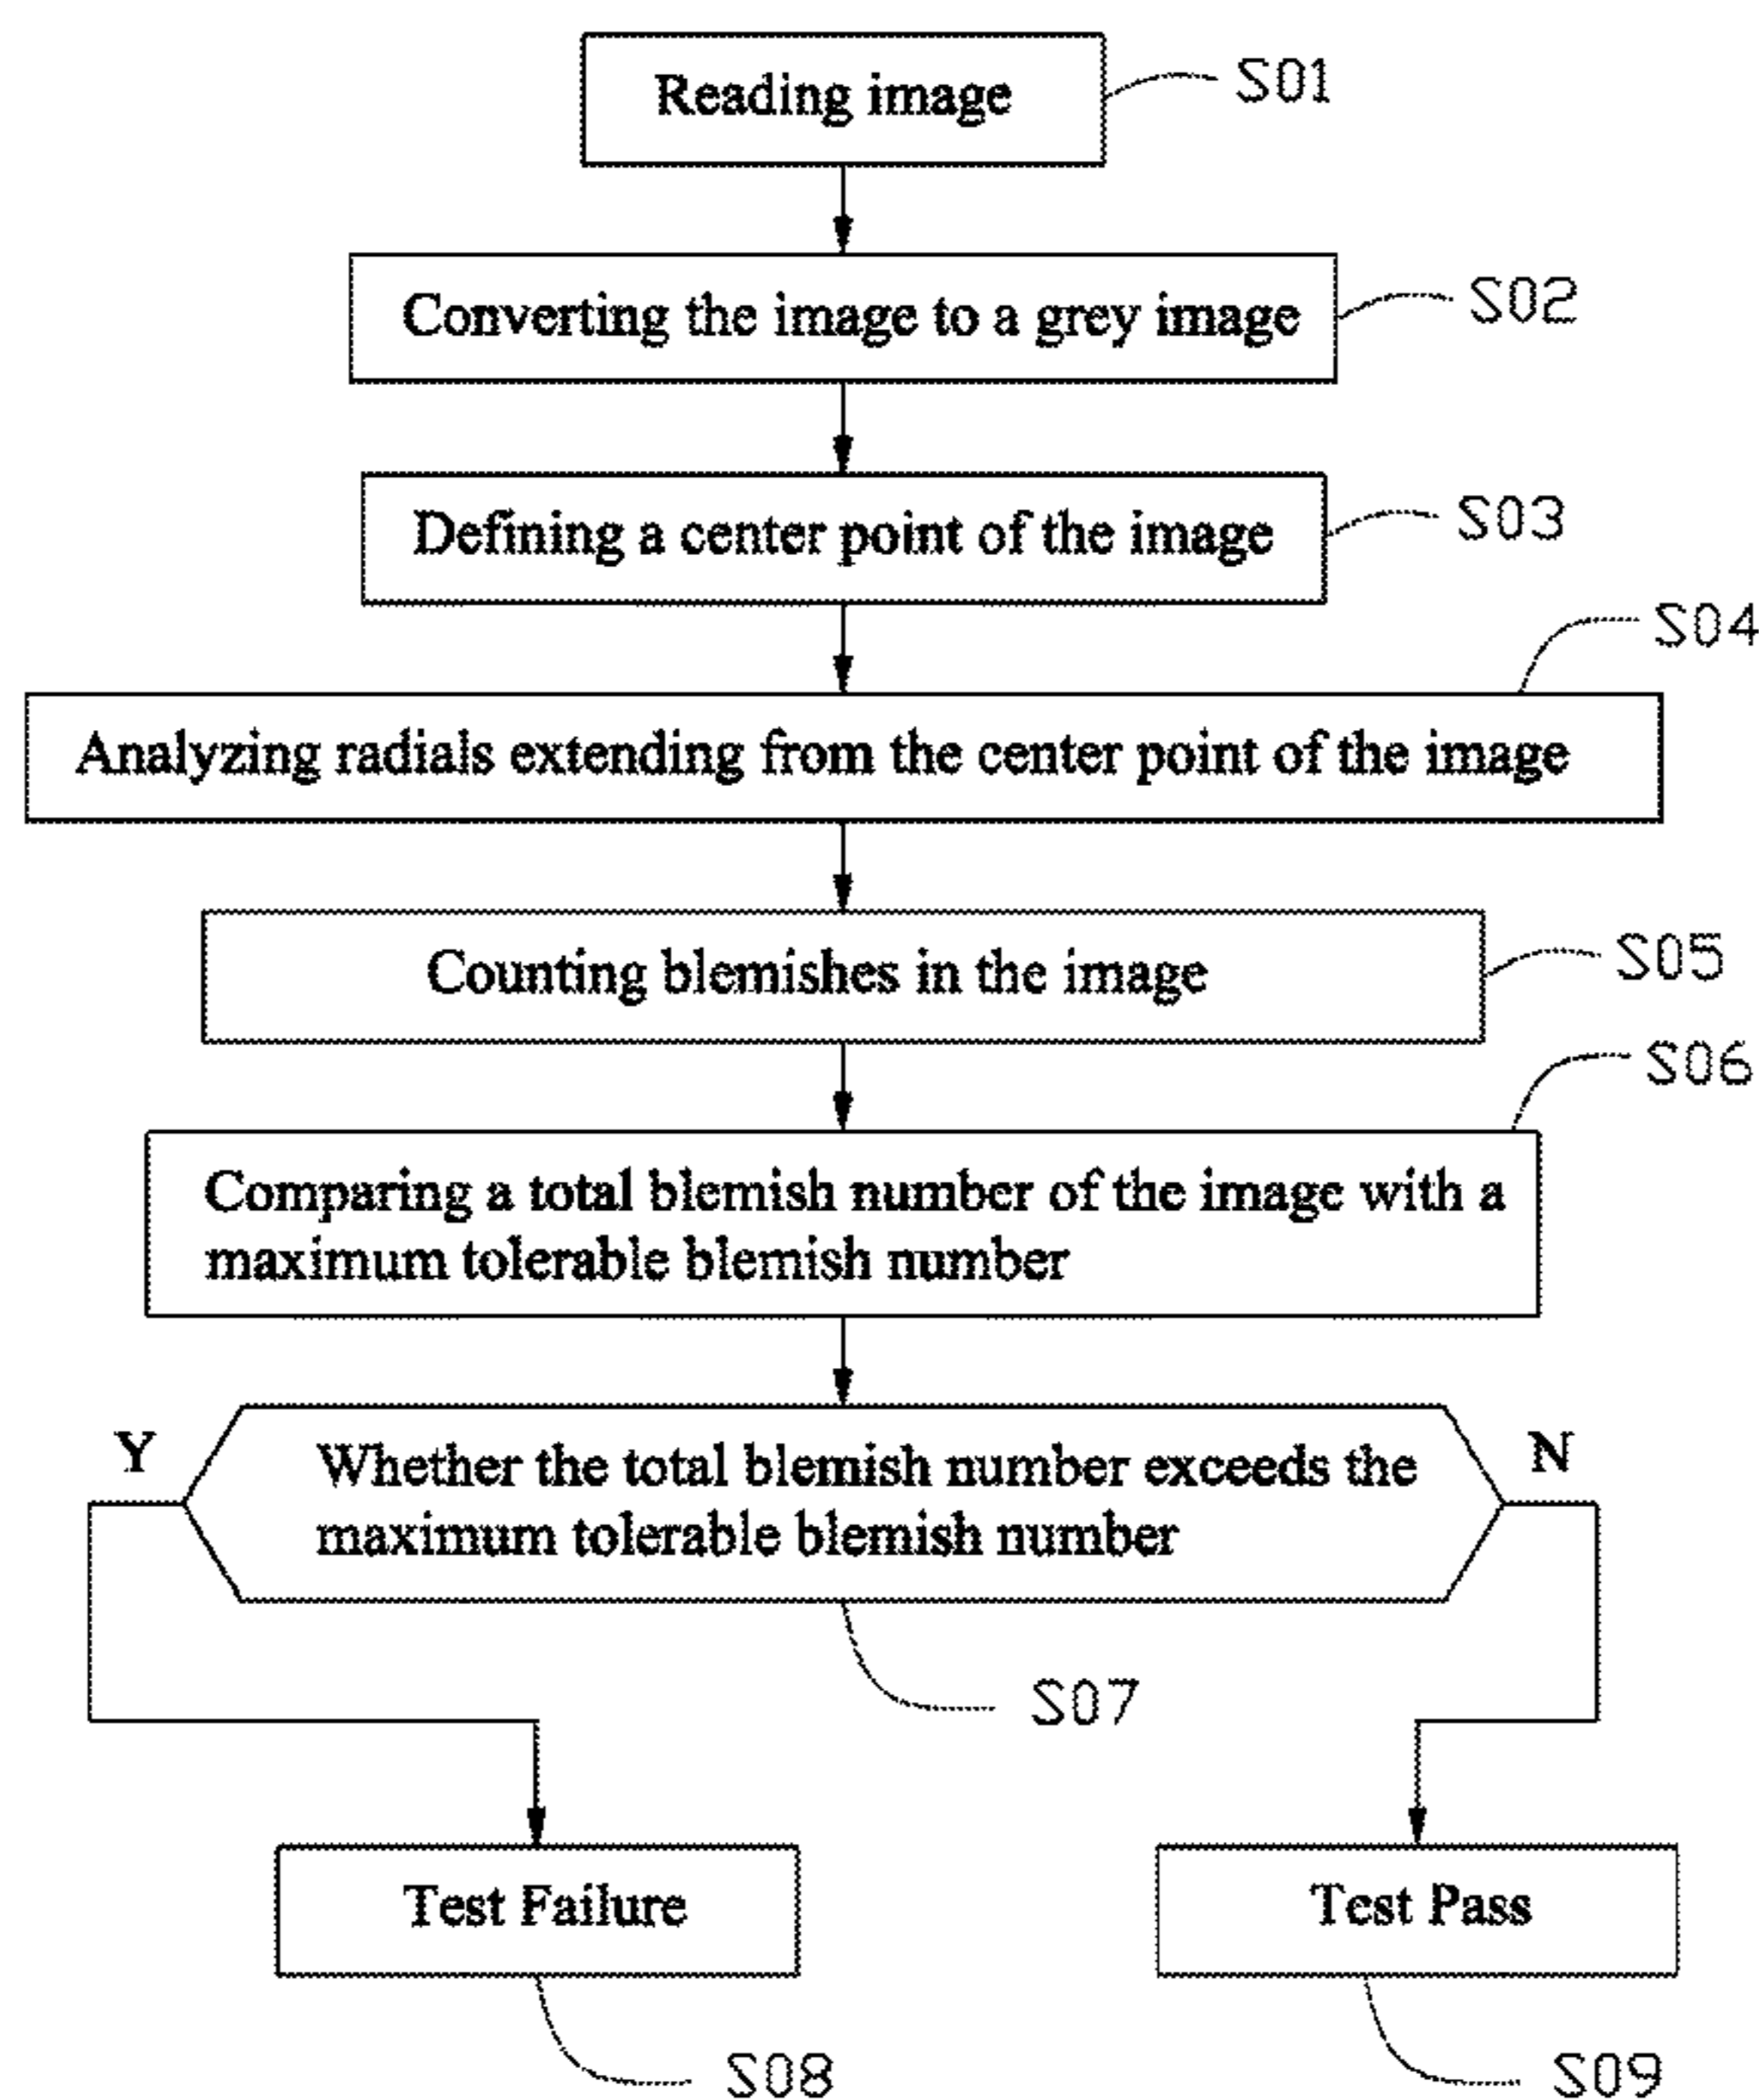 Reading image
S01
Converting the image to a grey image
S02
Defining a center point of the image
S03
S04
Analyzing radials extending from the center point of the image
Counting blemishes in the image
S05
S06
Comparing a total blemish number of the image with a
maximum tolerable blemish number
Y
Whether the total blemish number exceeds the
maximum tolerable blemish number
N
S07
Test Failure
Test Pass
S08
S09